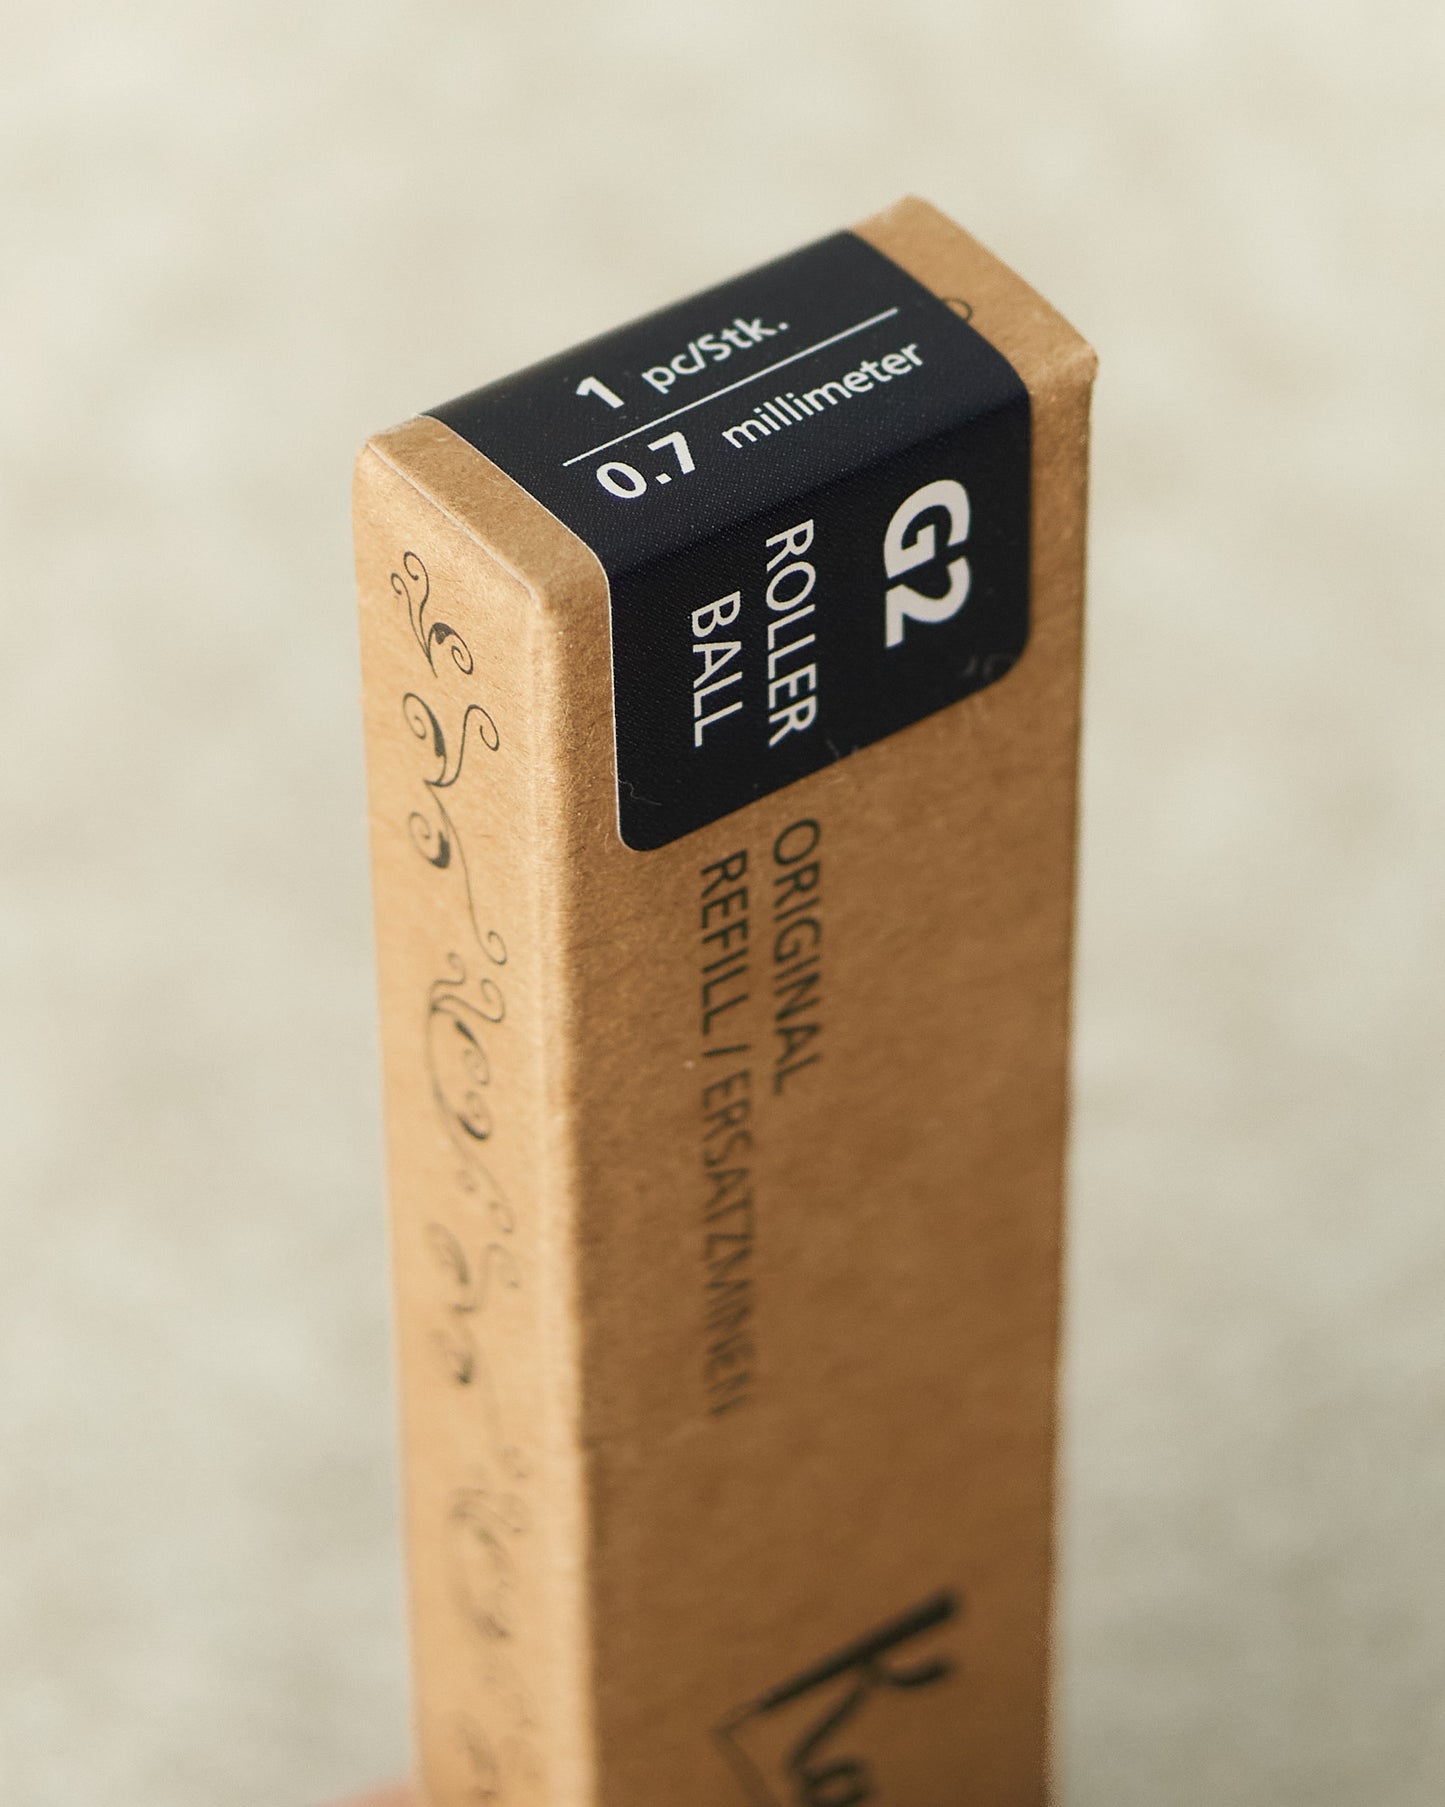 1 pc/Stk.
0.7 millimeter
G2
ROLLER
BALL
ORIGINAL
REFILL / ERSATZMINEN